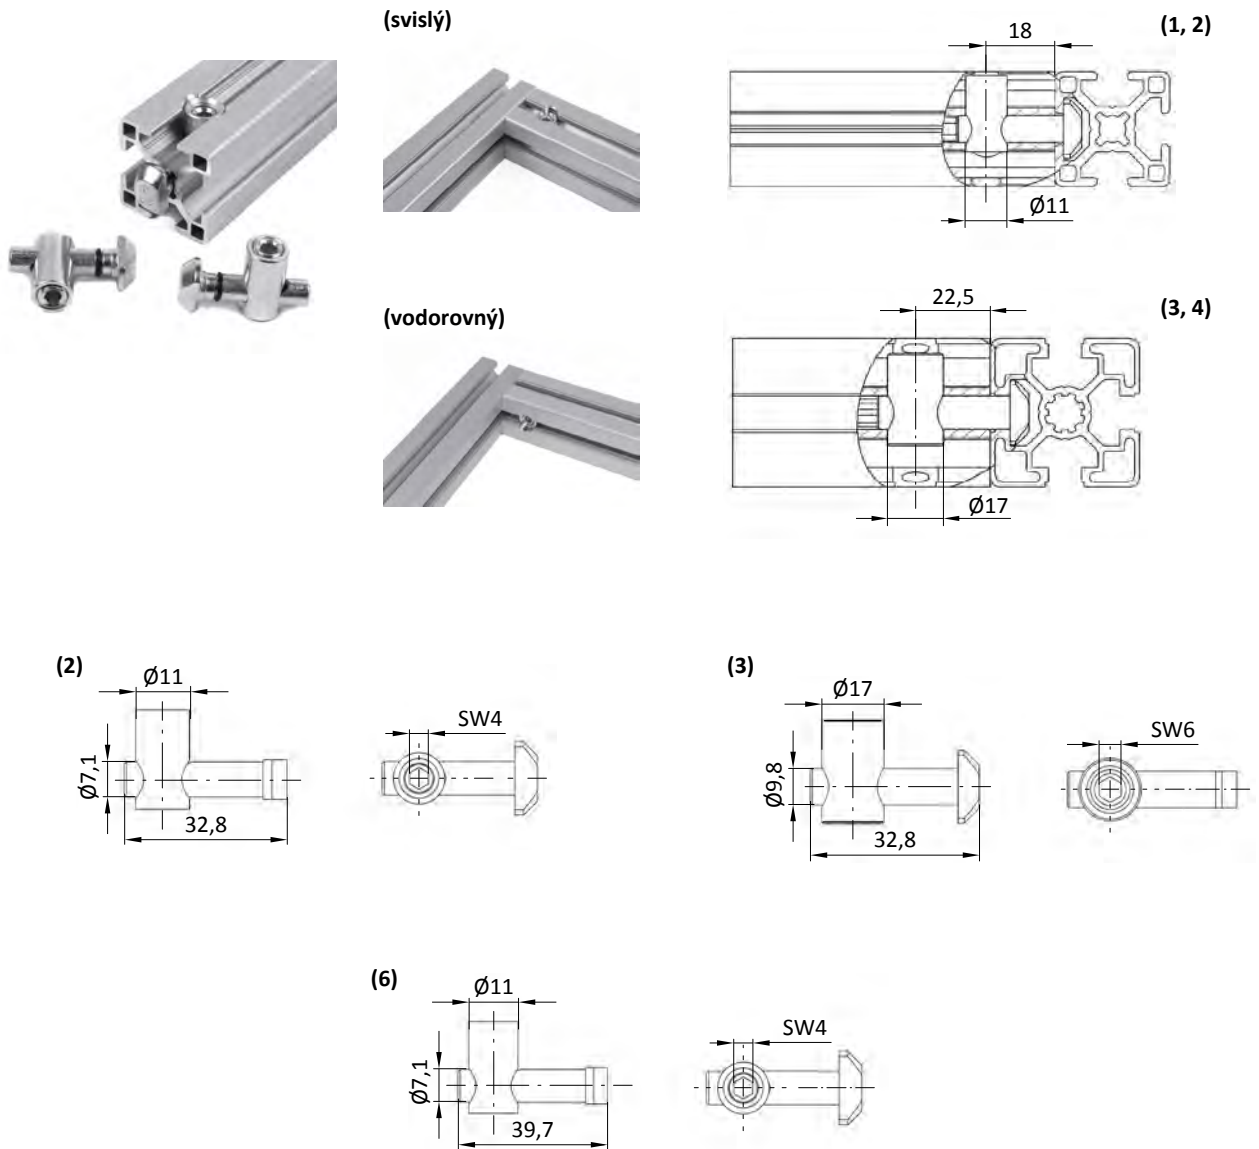 (svislý)
18
(1, 2)
Ø11
(vodorovný)
22,5
(3, 4)
Ø17
(2)
Ø11
SW4
Ø7,1
32,8
(3)
Ø17
SW6
Ø9,8
32,8
(6)
Ø11
SW4
Ø7,1
39,7